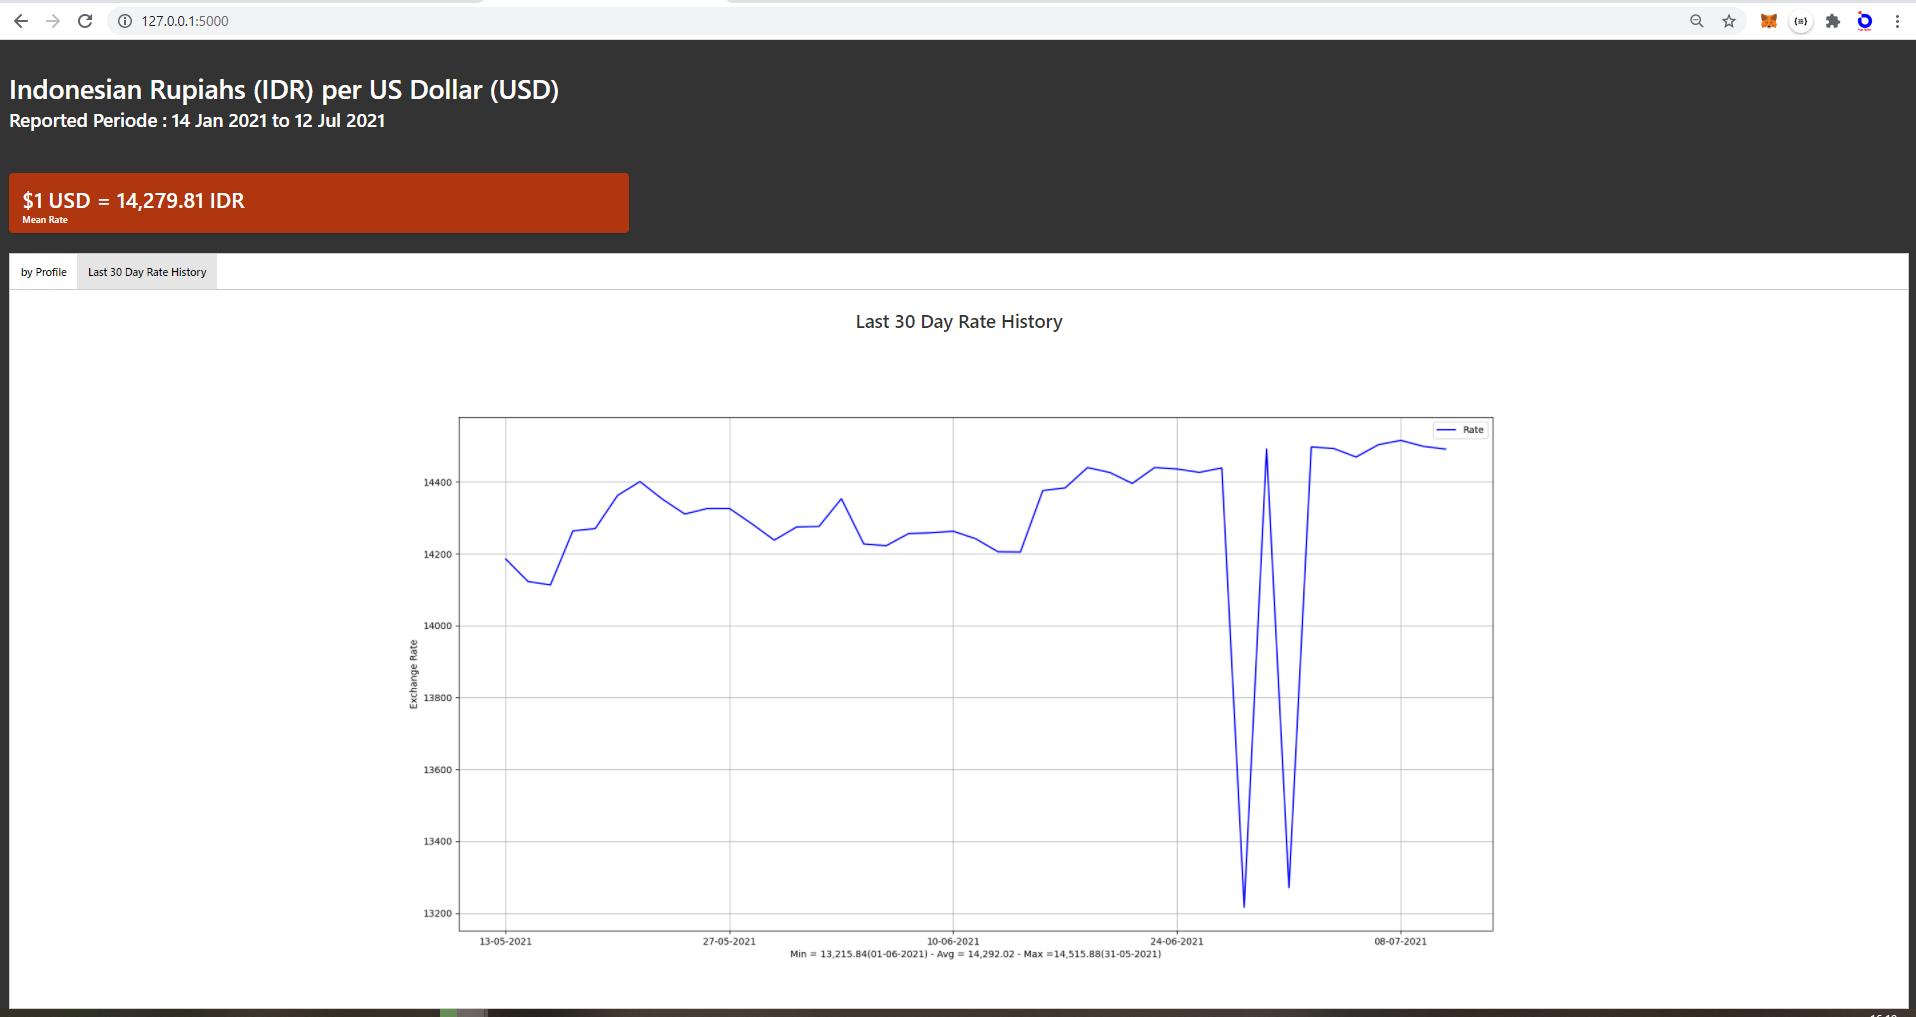 127.0.0.1:5000
Indonesian Rupiahs (IDR) per US Dollar (USD)
Reported Periode : 14 Jan 2021 to 12 Jul 2021
$1 USD = 14,279.81 IDR
Mean Rate
by Profile
Last 30 Day Rate History
Last 30 Day Rate History
Rate
14400
14200
14000
13800
13600
13400
13200
Exchange Rate
13-05-2021
27-05-2021
10-06-2021
24-06-2021
08-07-2021
Min = 13,215.84(01-06-2021) - Avg = 14,292.02 - Max =14,515.88(31-05-2021)